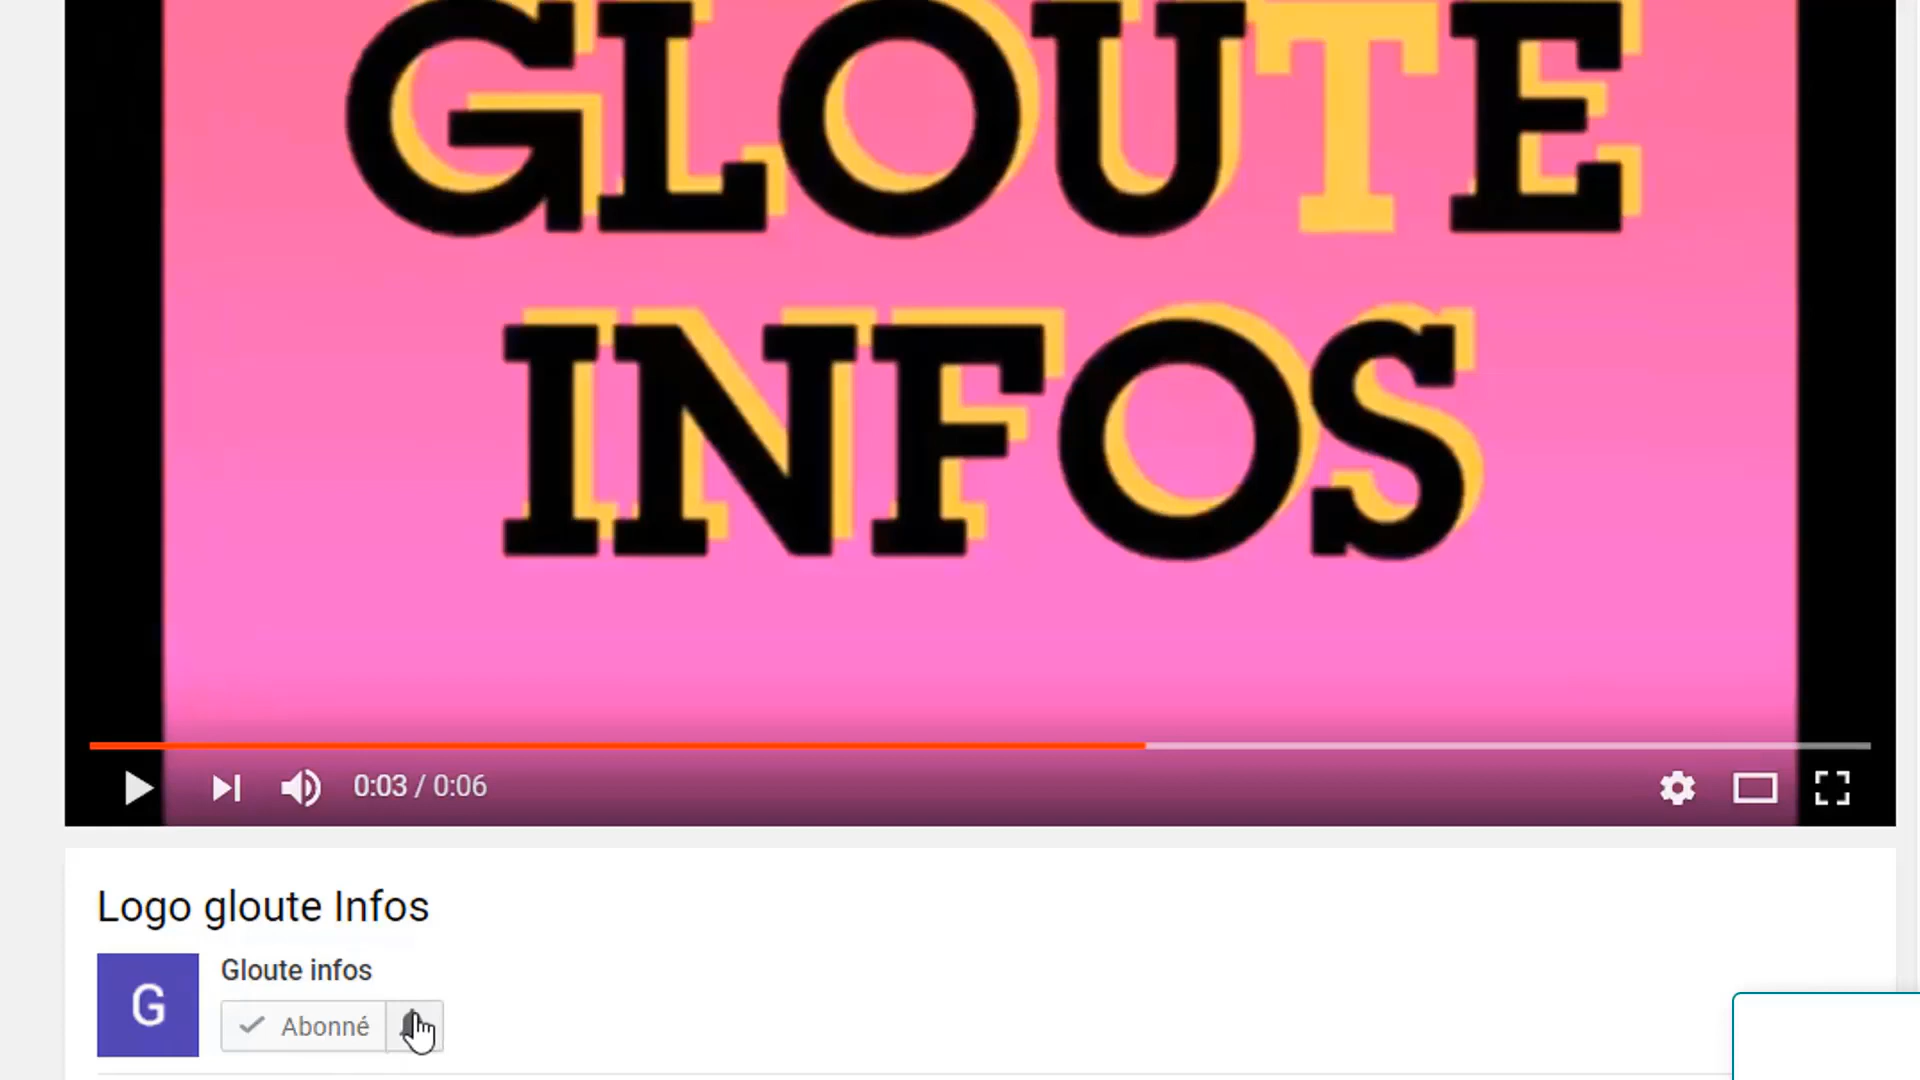 GLOUTE
INFOS
0:03 / 0:06
Logo gloute Infos
G
Gloute infos
Abonné